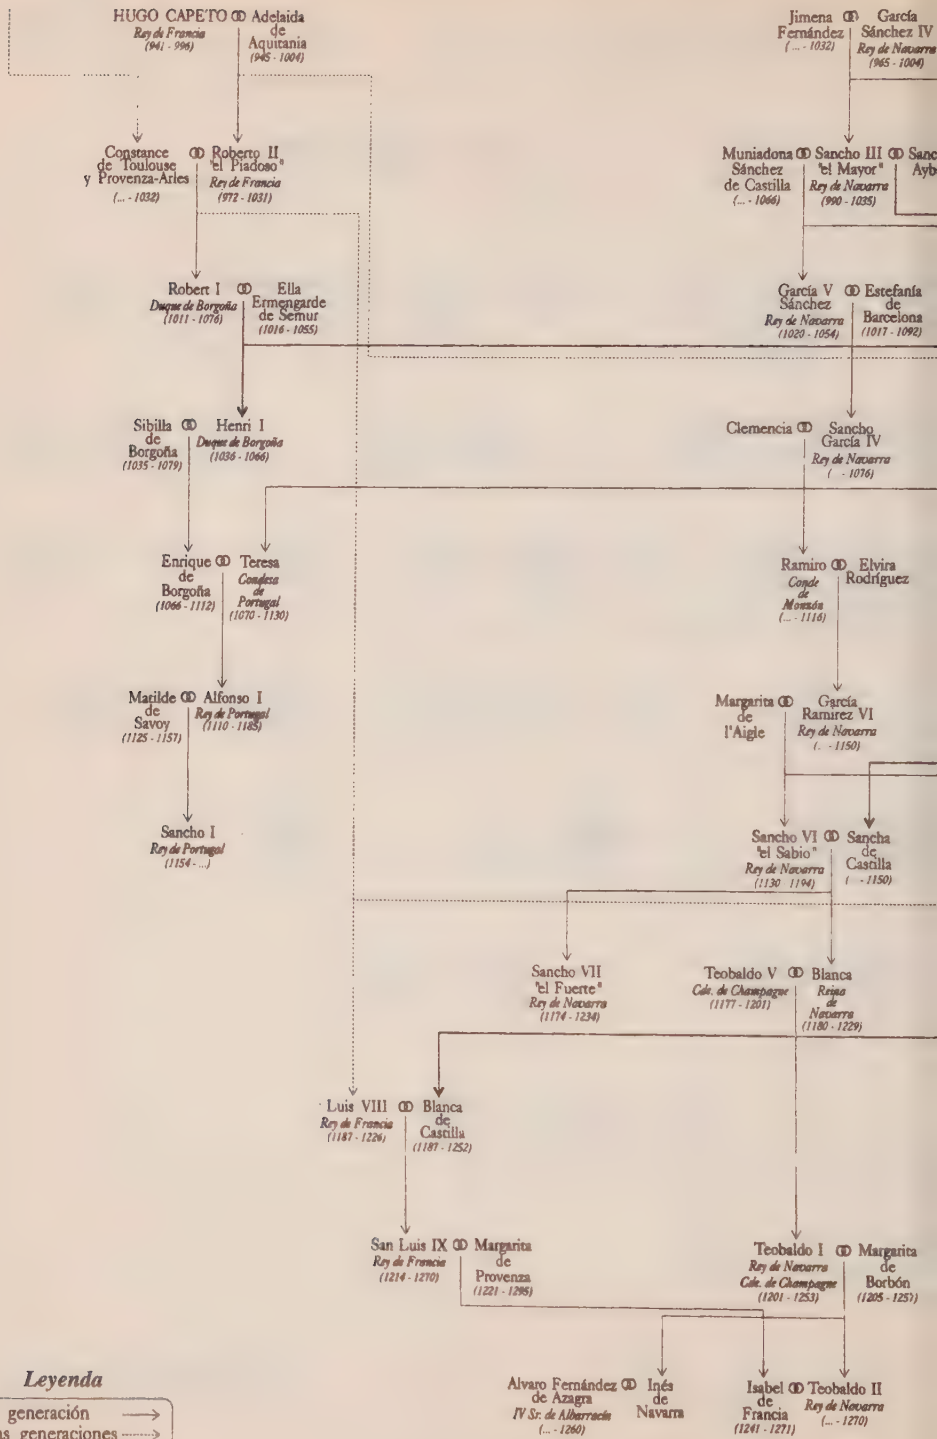 HUGO CAPETO ⚭ Adelaida
Rey de Francia de
(941 - 996) Aquitania
(945 - 1004)
Jimena ⚭ García
Fernández Sánchez IV
(... - 1032) Rey de Navarra
(965 - 1004)
Constance ⚭ Roberto II
de Toulouse "el Piadoso"
y Provenza-Arles Rey de Francia
(... - 1032) (972 - 1031)
Muniadona ⚭ Sancho III ⚭
Sánchez "el Mayor"
de Castilla Rey de Navarra
(... - 1066) (990 - 1035)
Robert I ⚭ Ella
Duque de Borgoña Ermengarde
(1011 - 1076) de Semur
(1016 - 1055)
García V ⚭ Estefanía
Sánchez de
Rey de Navarra Barcelona
(1020 - 1054) (1017 - 1092)
Sibilla ⚭ Henri I
de Duque de Borgoña
Borgoña (1036 - 1066)
(1035 - 1079)
Clemencia ⚭ Sancho
García IV
Rey de Navarra
( - 1076)
Enrique ⚭ Teresa
de Condesa
Borgoña de
(1066 - 1112) Portugal
(1070 - 1130)
Ramiro ⚭ Elvira
Conde Rodríguez
de
Monzón
(... - 1116)
Matilde ⚭ Alfonso I
de Rey de Portugal
Savoy (1110 - 1185)
(1125 - 1157)
Margarita ⚭ García
de Ramirez VI
l'Aigle Rey de Navarra
(. - 1150)
Sancho I
Rey de Portugal
(1154 - ...)
Sancho VI ⚭ Sancha
"el Sabio" de
Rey de Navarra Castilla
(1130 1194) ( - 1150)
Sancho VII
"el Fuerte"
Rey de Navarra
(1174 - 1234)
Teobaldo V ⚭ Blanca
Cde. de Champagne Reina
(1177 - 1201) de
Navarra
(1180 - 1229)
Luis VIII ⚭ Blanca
Rey de Francia de
(1187 - 1226) Castilla
(1187 - 1252)
San Luis IX ⚭ Margarita
Rey de Francia de
(1214 - 1270) Provenza
(1221 - 1295)
Teobaldo I ⚭ Margarita
Rey de Navarra de
Cde. de Champagne Borbón
(1201 - 1253) (1205 - 125
Alvaro Fernández ⚭ Inés
de Azagra de
IV Sr. de Albarracín Navarra
(... - 1260)
Isabel ⚭ Teobaldo II
de Rey de Navarra
Francia (... - 1270)
(1241 - 1271)
Leyenda
generación
generaciones